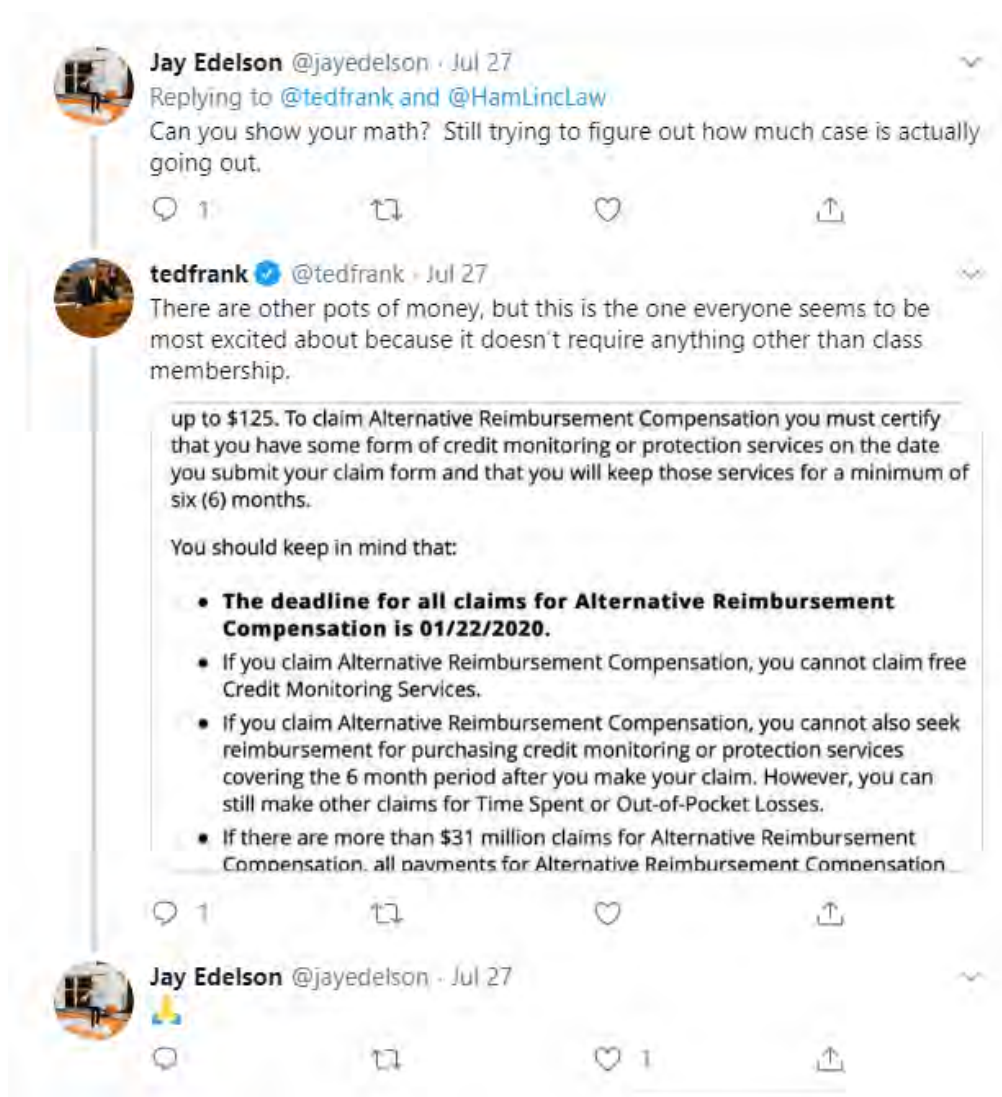 Jay Edelson @jayedelson · Jul 27
Replying to @tedfrank and @HamLincLaw
Can you show your math? Still trying to figure out how much case is actually
going out.
1
tedfrank @tedfrank · Jul 27
There are other pots of money, but this is the one everyone seems to be
most excited about because it doesn't require anything other than class
membership.
up to $125. To claim Alternative Reimbursement Compensation you must certify
that you have some form of credit monitoring or protection services on the date
you submit your claim form and that you will keep those services for a minimum of
six (6) months.
You should keep in mind that:
• The deadline for all claims for Alternative Reimbursement
Compensation is 01/22/2020.
• If you claim Alternative Reimbursement Compensation, you cannot claim free
Credit Monitoring Services.
• If you claim Alternative Reimbursement Compensation, you cannot also seek
reimbursement for purchasing credit monitoring or protection services
covering the 6 month period after you make your claim. However, you can
still make other claims for Time Spent or Out-of-Pocket Losses.
• If there are more than $31 million claims for Alternative Reimbursement
Compensation, all payments for Alternative Reimbursement Compensation
1
Jay Edelson @jayedelson · Jul 27
🙏
1